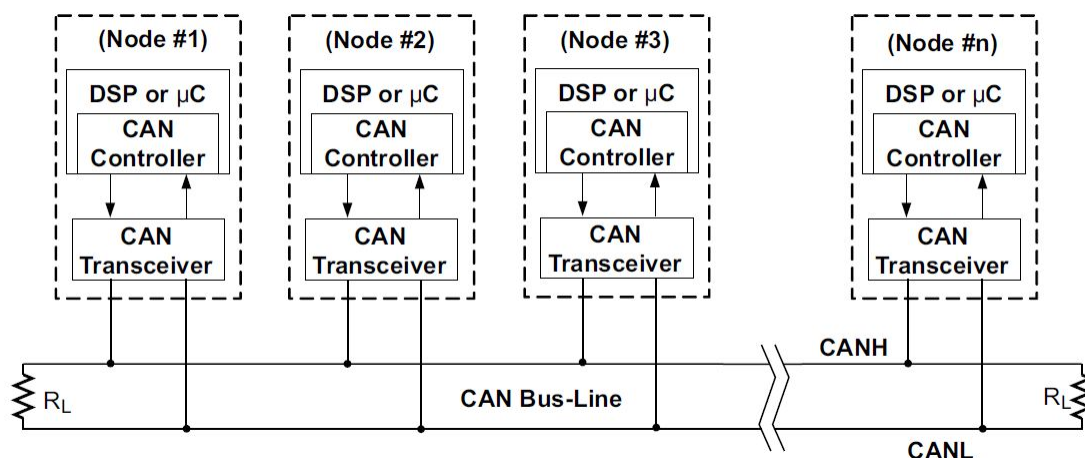 (Node #1)
DSP or µC
CAN
Controller
CAN
Transceiver
(Node #2)
DSP or µC
CAN
Controller
CAN
Transceiver
(Node #3)
DSP or µC
CAN
Controller
CAN
Transceiver
(Node #n)
DSP or µC
CAN
Controller
CAN
Transceiver
CANH
RL
CAN Bus-Line
RL
CANL